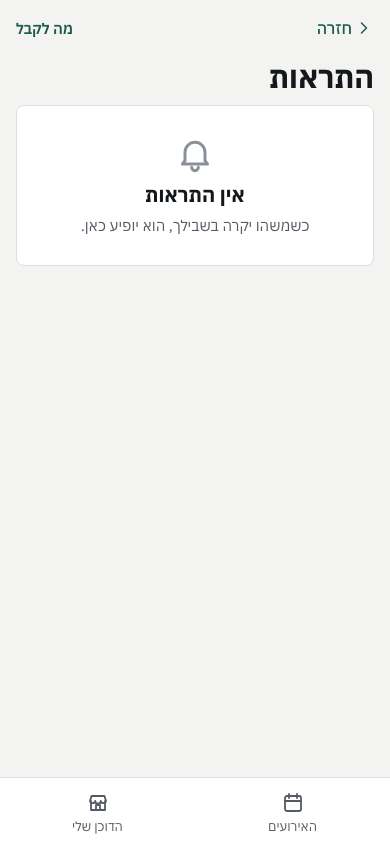 חזרה
מה לקבל
התראות
אין התראות
כשמשהו יקרה בשבילך, הוא יופיע כאן.
האירועים
הדוכן שלי